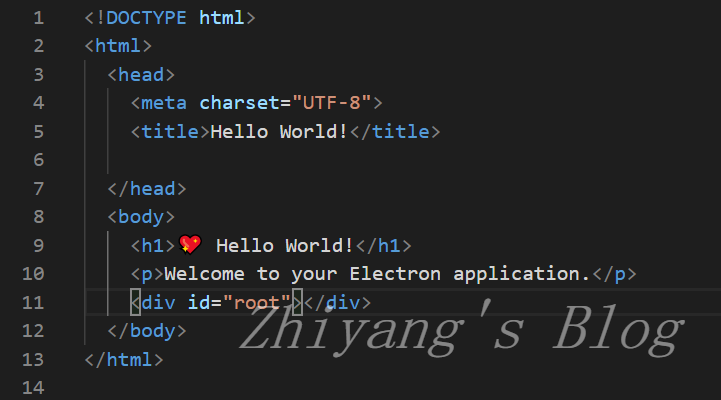 1 <!DOCTYPE html>
2 <html>
3   <head>
4     <meta charset="UTF-8">
5     <title>Hello World!</title>
6
7   </head>
8   <body>
9     <h1>💖 Hello World!</h1>
10     <p>Welcome to your Electron application.</p>
11     <div id="root"></div>
12   </body>
13 </html>
14
Zhiyang's Blog